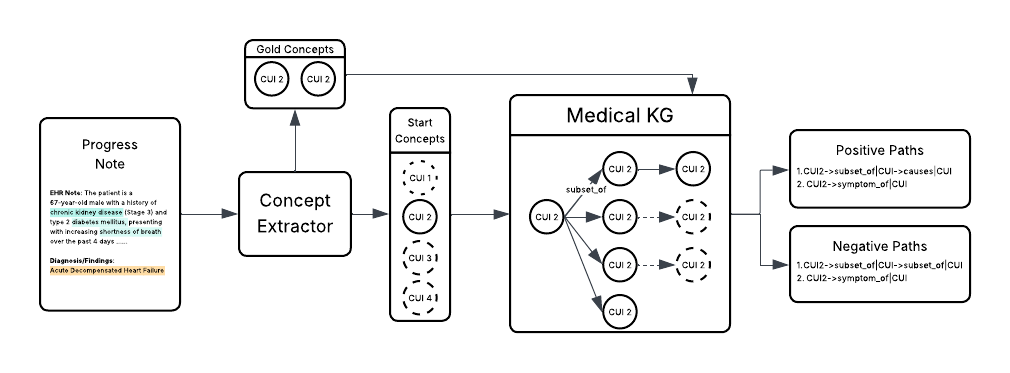 Progress
Note
EHR Note: The patient is a
67-year-old male with a history of
chronic kidney disease (Stage 3) and
type 2 diabetes mellitus, presenting
with increasing shortness of breath
over the past 4 days ......
Diagnosis/Findings:
Acute Decompensated Heart Failure
Gold Concepts
CUI 2
CUI 2
Concept
Extractor
Start
Concepts
CUI 1
CUI 2
CUI 3
CUI 4
Medical KG
CUI 2
subset_of
CUI 2
CUI 2
CUI 2
CUI 2
CUI 2
CUI 2
CUI 2
Positive Paths
1. CUI2->subset_of|CUI->causes|CUI
2. CUI2->symptom_of|CUI
Negative Paths
1. CUI2->subset_of|CUI->subset_of|CUI
2. CUI2->symptom_of|CUI